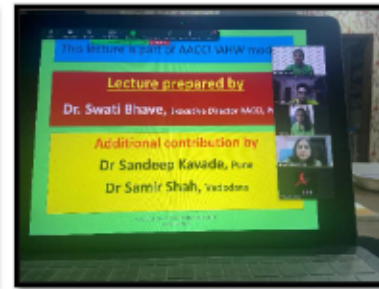 This lecture is part of AACCI AHW mod
Lecture prepared by
Dr. Swati Bhave, Executive Director AACCI,
Additional contribution by
Dr Sandeep Kavade, Pune
Dr Samir Shah, Vadodara